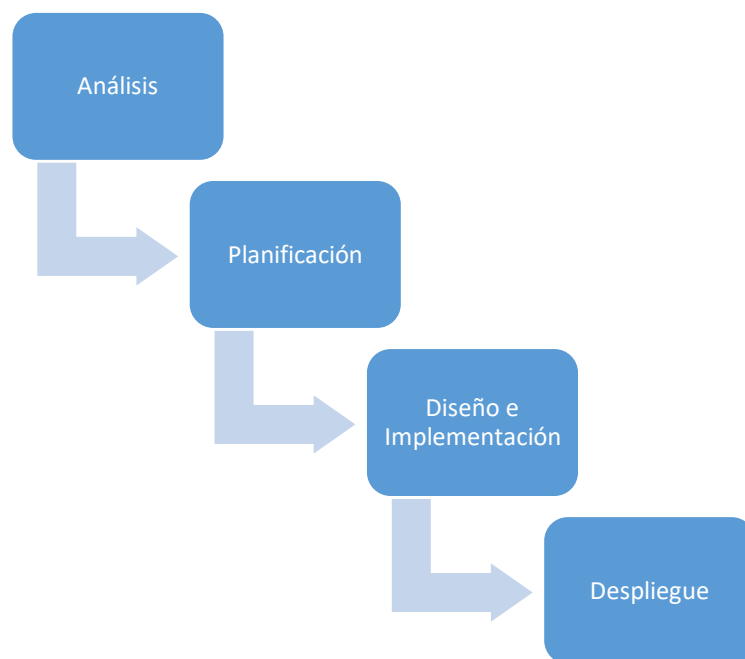 Análisis
Planificación
Diseño e
Implementación
Despliegue